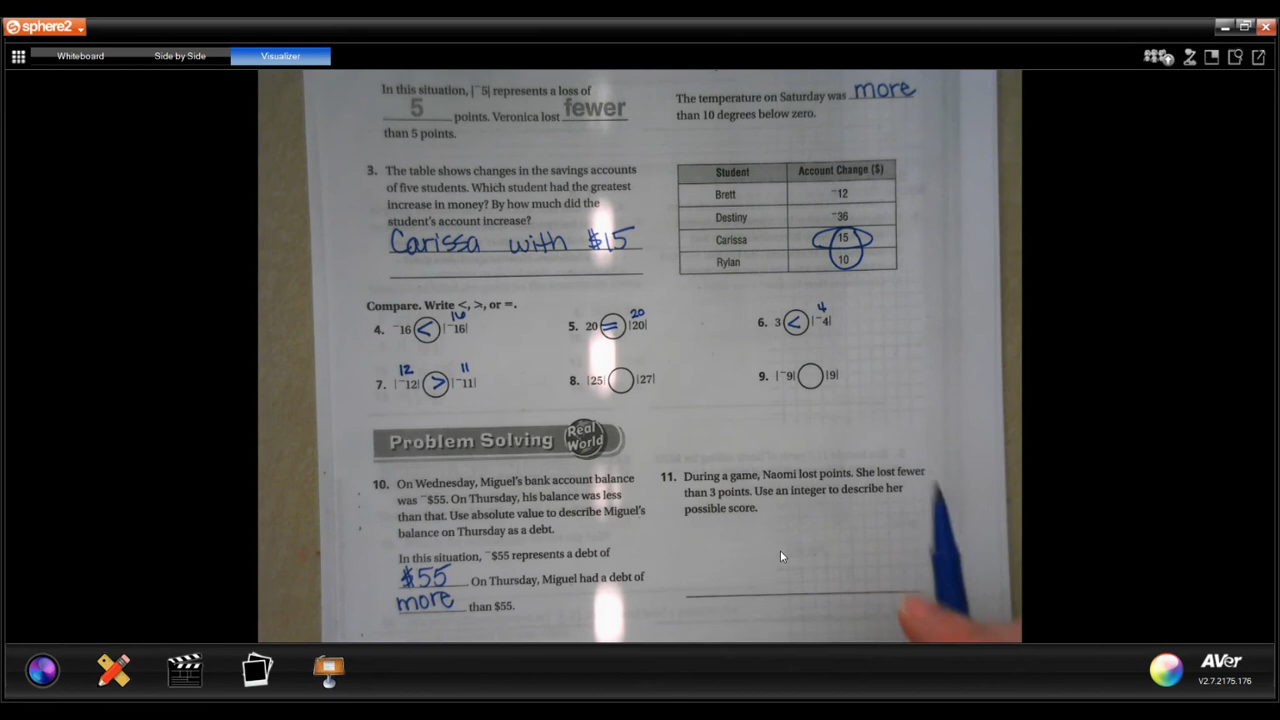 sphere2
Whiteboard Side by Side Visualizer
In this situation, |⁻5| represents a loss of
5 points. Veronica lost fewer
than 5 points.
The temperature on Saturday was more
than 10 degrees below zero.
3. The table shows changes in the savings accounts
of five students. Which student had the greatest
increase in money? By how much did the
student's account increase?
Carissa with $15
Student Account Change ($)
Brett ⁻12
Destiny ⁻36
Carissa 15
Rylan 10
Compare. Write <, >, or =.
16
4. ⁻16 < |⁻16|
20
5. 20 = |20|
4
6. 3 < |⁻4|
12 11
7. |⁻12| > |⁻11|
8. |25| |27|
9. |⁻9| |9|
Problem Solving Real
World
10. On Wednesday, Miguel's bank account balance
was ⁻$55. On Thursday, his balance was less
than that. Use absolute value to describe Miguel's
balance on Thursday as a debt.
In this situation, ⁻$55 represents a debt of
$55 . On Thursday, Miguel had a debt of
more than $55.
11. During a game, Naomi lost points. She lost fewer
than 3 points. Use an integer to describe her
possible score.
AVer
V2.7.2175.176